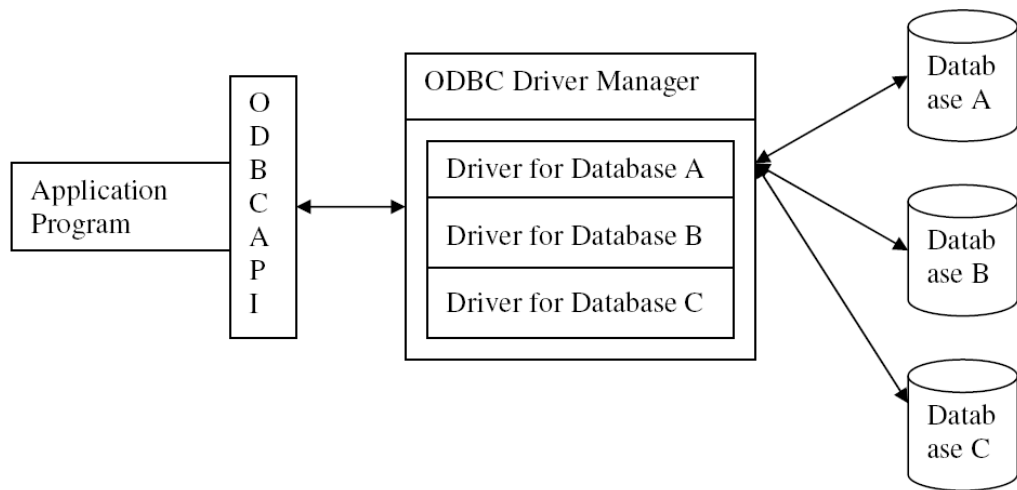 Application
Program
O
D
B
C
A
P
I
ODBC Driver Manager
Driver for Database A
Driver for Database B
Driver for Database C
Datab
ase A
Datab
ase B
Datab
ase C